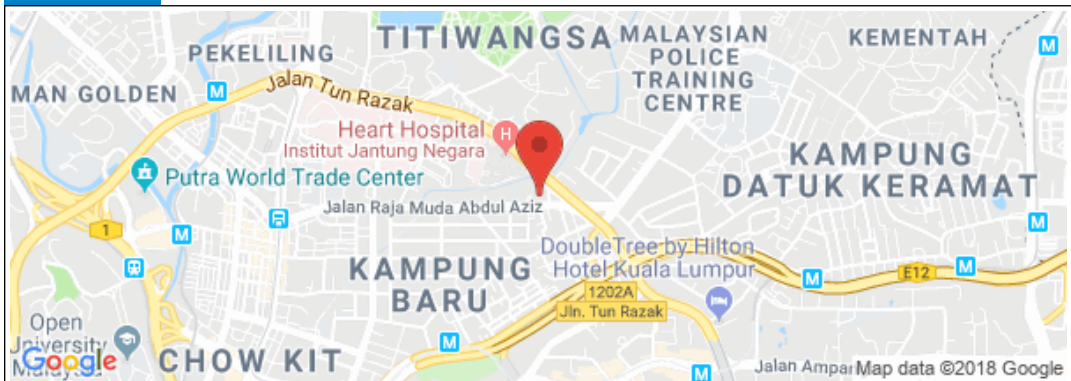 TITIWANGSA
MALAYSIAN
POLICE
TRAINING
CENTRE
KEMENTAH
PEKELILING
MAN GOLDEN
Jalan Tun Razak
Heart Hospital
Institut Jantung Negara
H
Putra World Trade Center
Jalan Raja Muda Abdul Aziz
KAMPUNG
DATUK KERAMAT
1
M
M
M
M
M
M
M
KAMPUNG
BARU
DoubleTree by Hilton
Hotel Kuala Lumpur
E12
1202A
Jln. Tun Razak
Open
University
Malaysia
CHOW KIT
Google
Jalan Ampa
Map data ©2018 Google